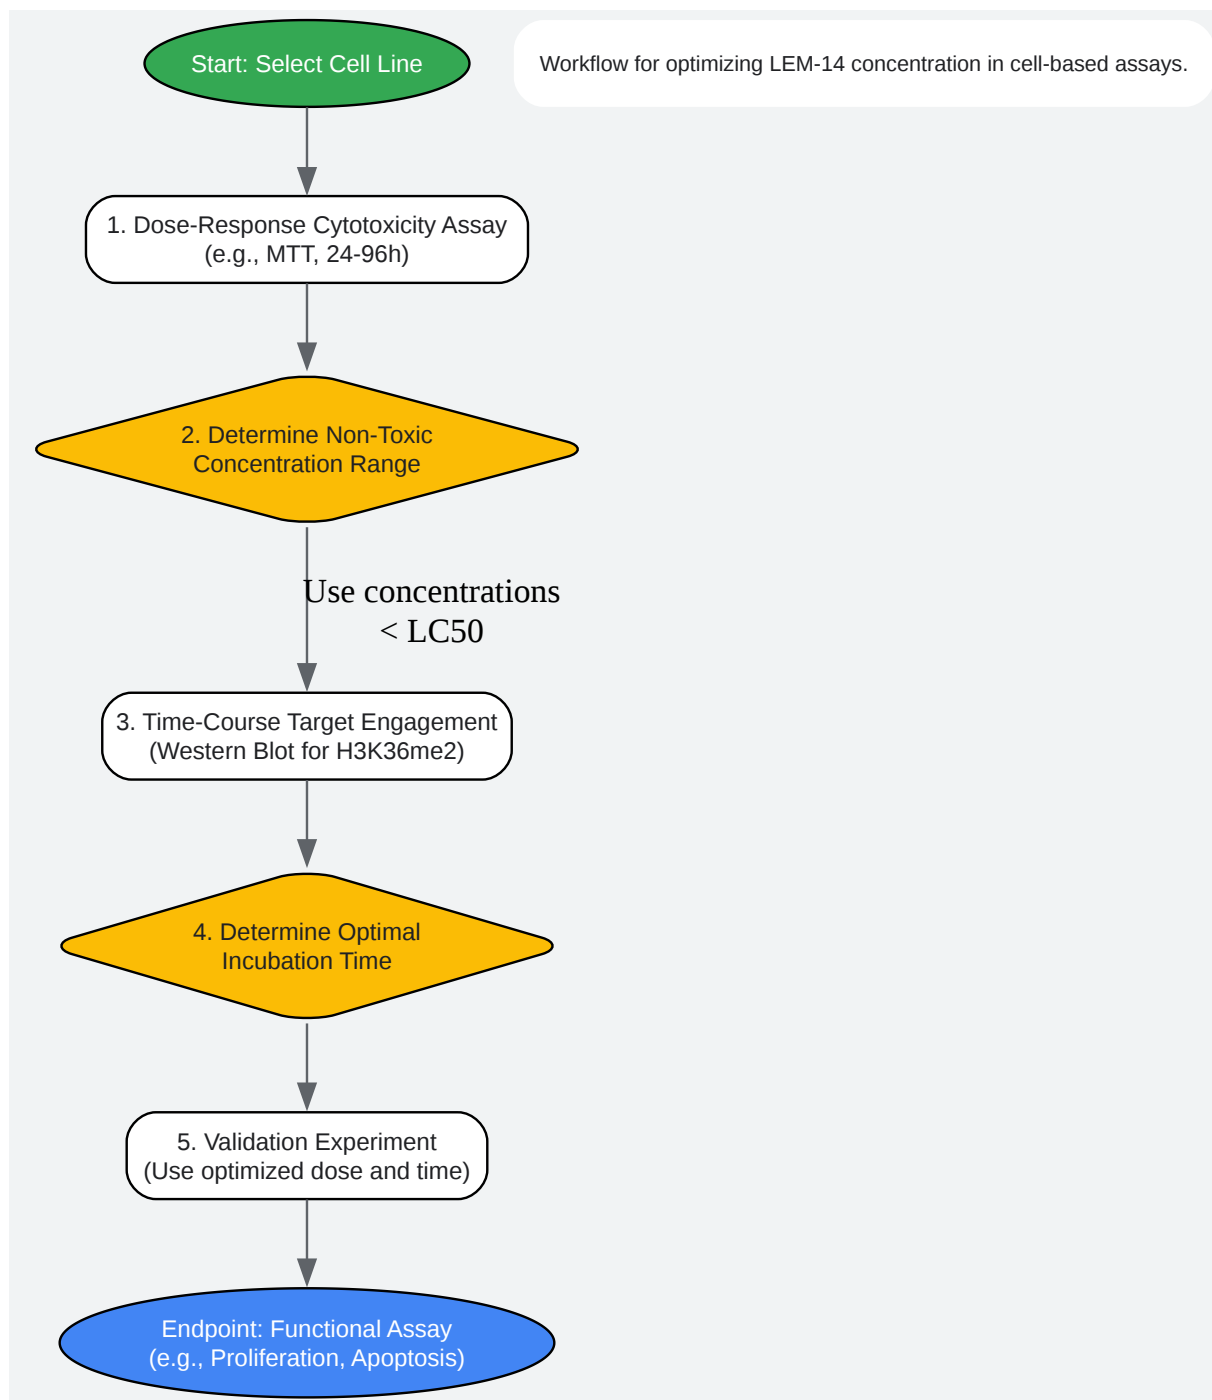 Start: Select Cell Line
Workflow for optimizing LEM-14 concentration in cell-based assays.
1. Dose-Response Cytotoxicity Assay
(e.g., MTT, 24-96h)
2. Determine Non-Toxic
Concentration Range
Use concentrations
< LC50
3. Time-Course Target Engagement
(Western Blot for H3K36me2)
4. Determine Optimal
Incubation Time
5. Validation Experiment
(Use optimized dose and time)
Endpoint: Functional Assay
(e.g., Proliferation, Apoptosis)